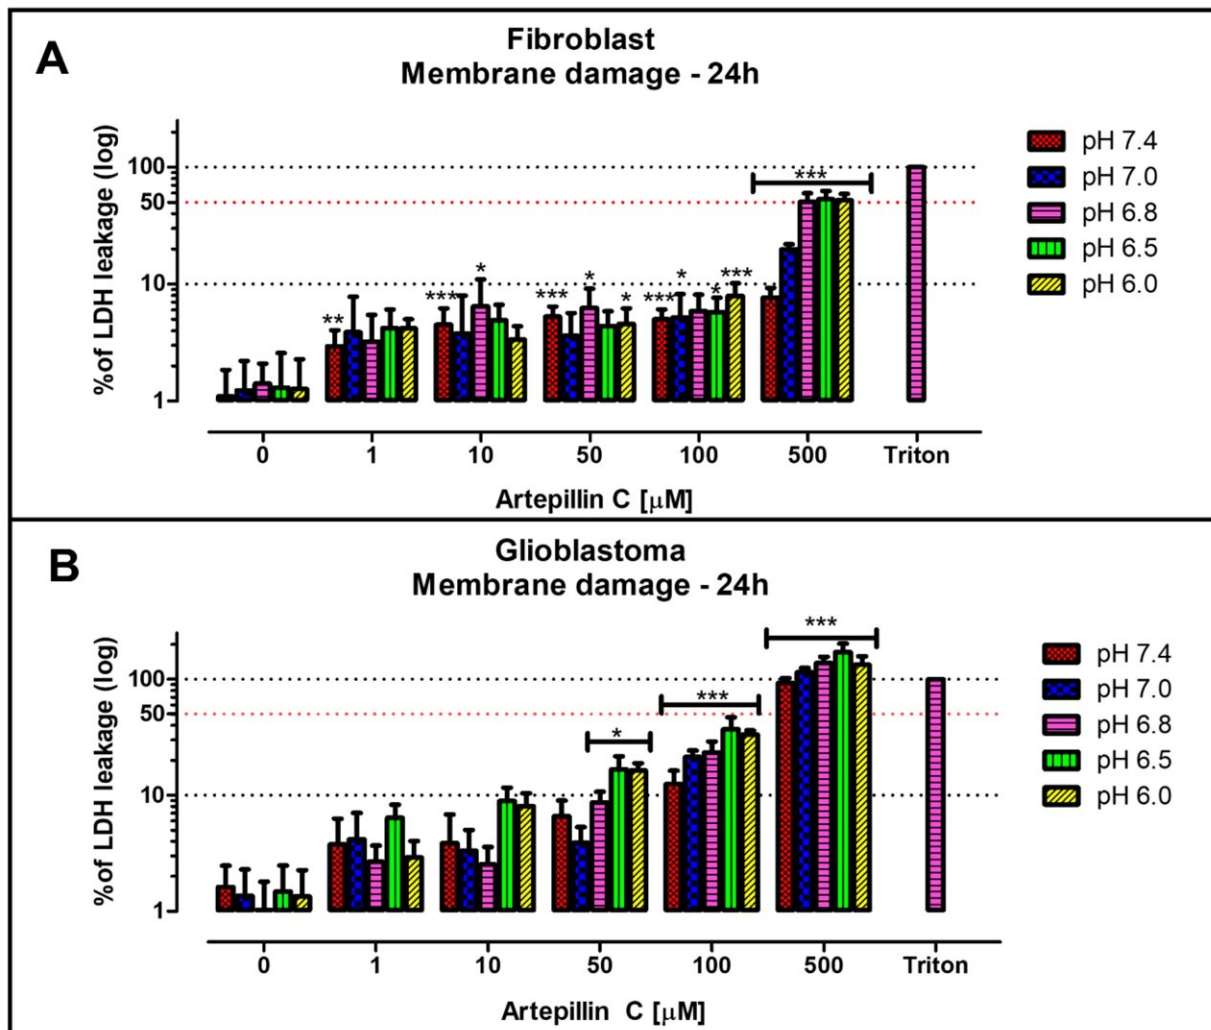 A
Fibroblast
Membrane damage - 24h
%of LDH leakage (log)
100
50
10
1
***
**
***
*
***
*
*
***
*
*
***
0 1 10 50 100 500 Triton
Artepillin C [µM]
pH 7.4
pH 7.0
pH 6.8
pH 6.5
pH 6.0
B
Glioblastoma
Membrane damage - 24h
%of LDH leakage (log)
100
50
10
1
***
***
*
0 1 10 50 100 500 Triton
Artepillin C [µM]
pH 7.4
pH 7.0
pH 6.8
pH 6.5
pH 6.0